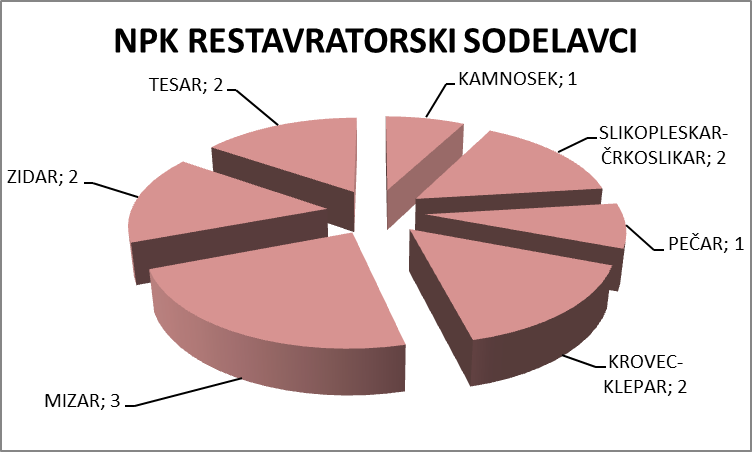 NPK RESTAVRATORSKI SODELAVCI
KAMNOSEK; 1
SLIKOPLESKAR-
ČRKOSLIKAR; 2
PEČAR; 1
KROVEC-
KLEPAR; 2
MIZAR; 3
ZIDAR; 2
TESAR; 2